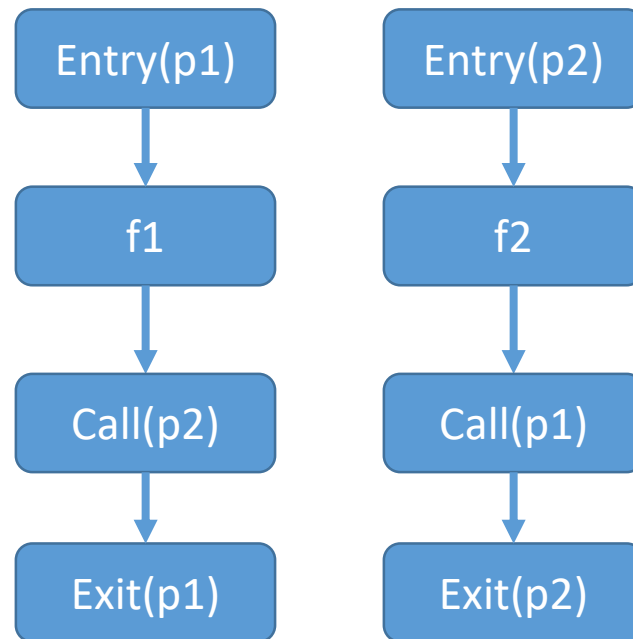 Entry(p1)
f1
Call(p2)
Exit(p1)
Entry(p2)
f2
Call(p1)
Exit(p2)